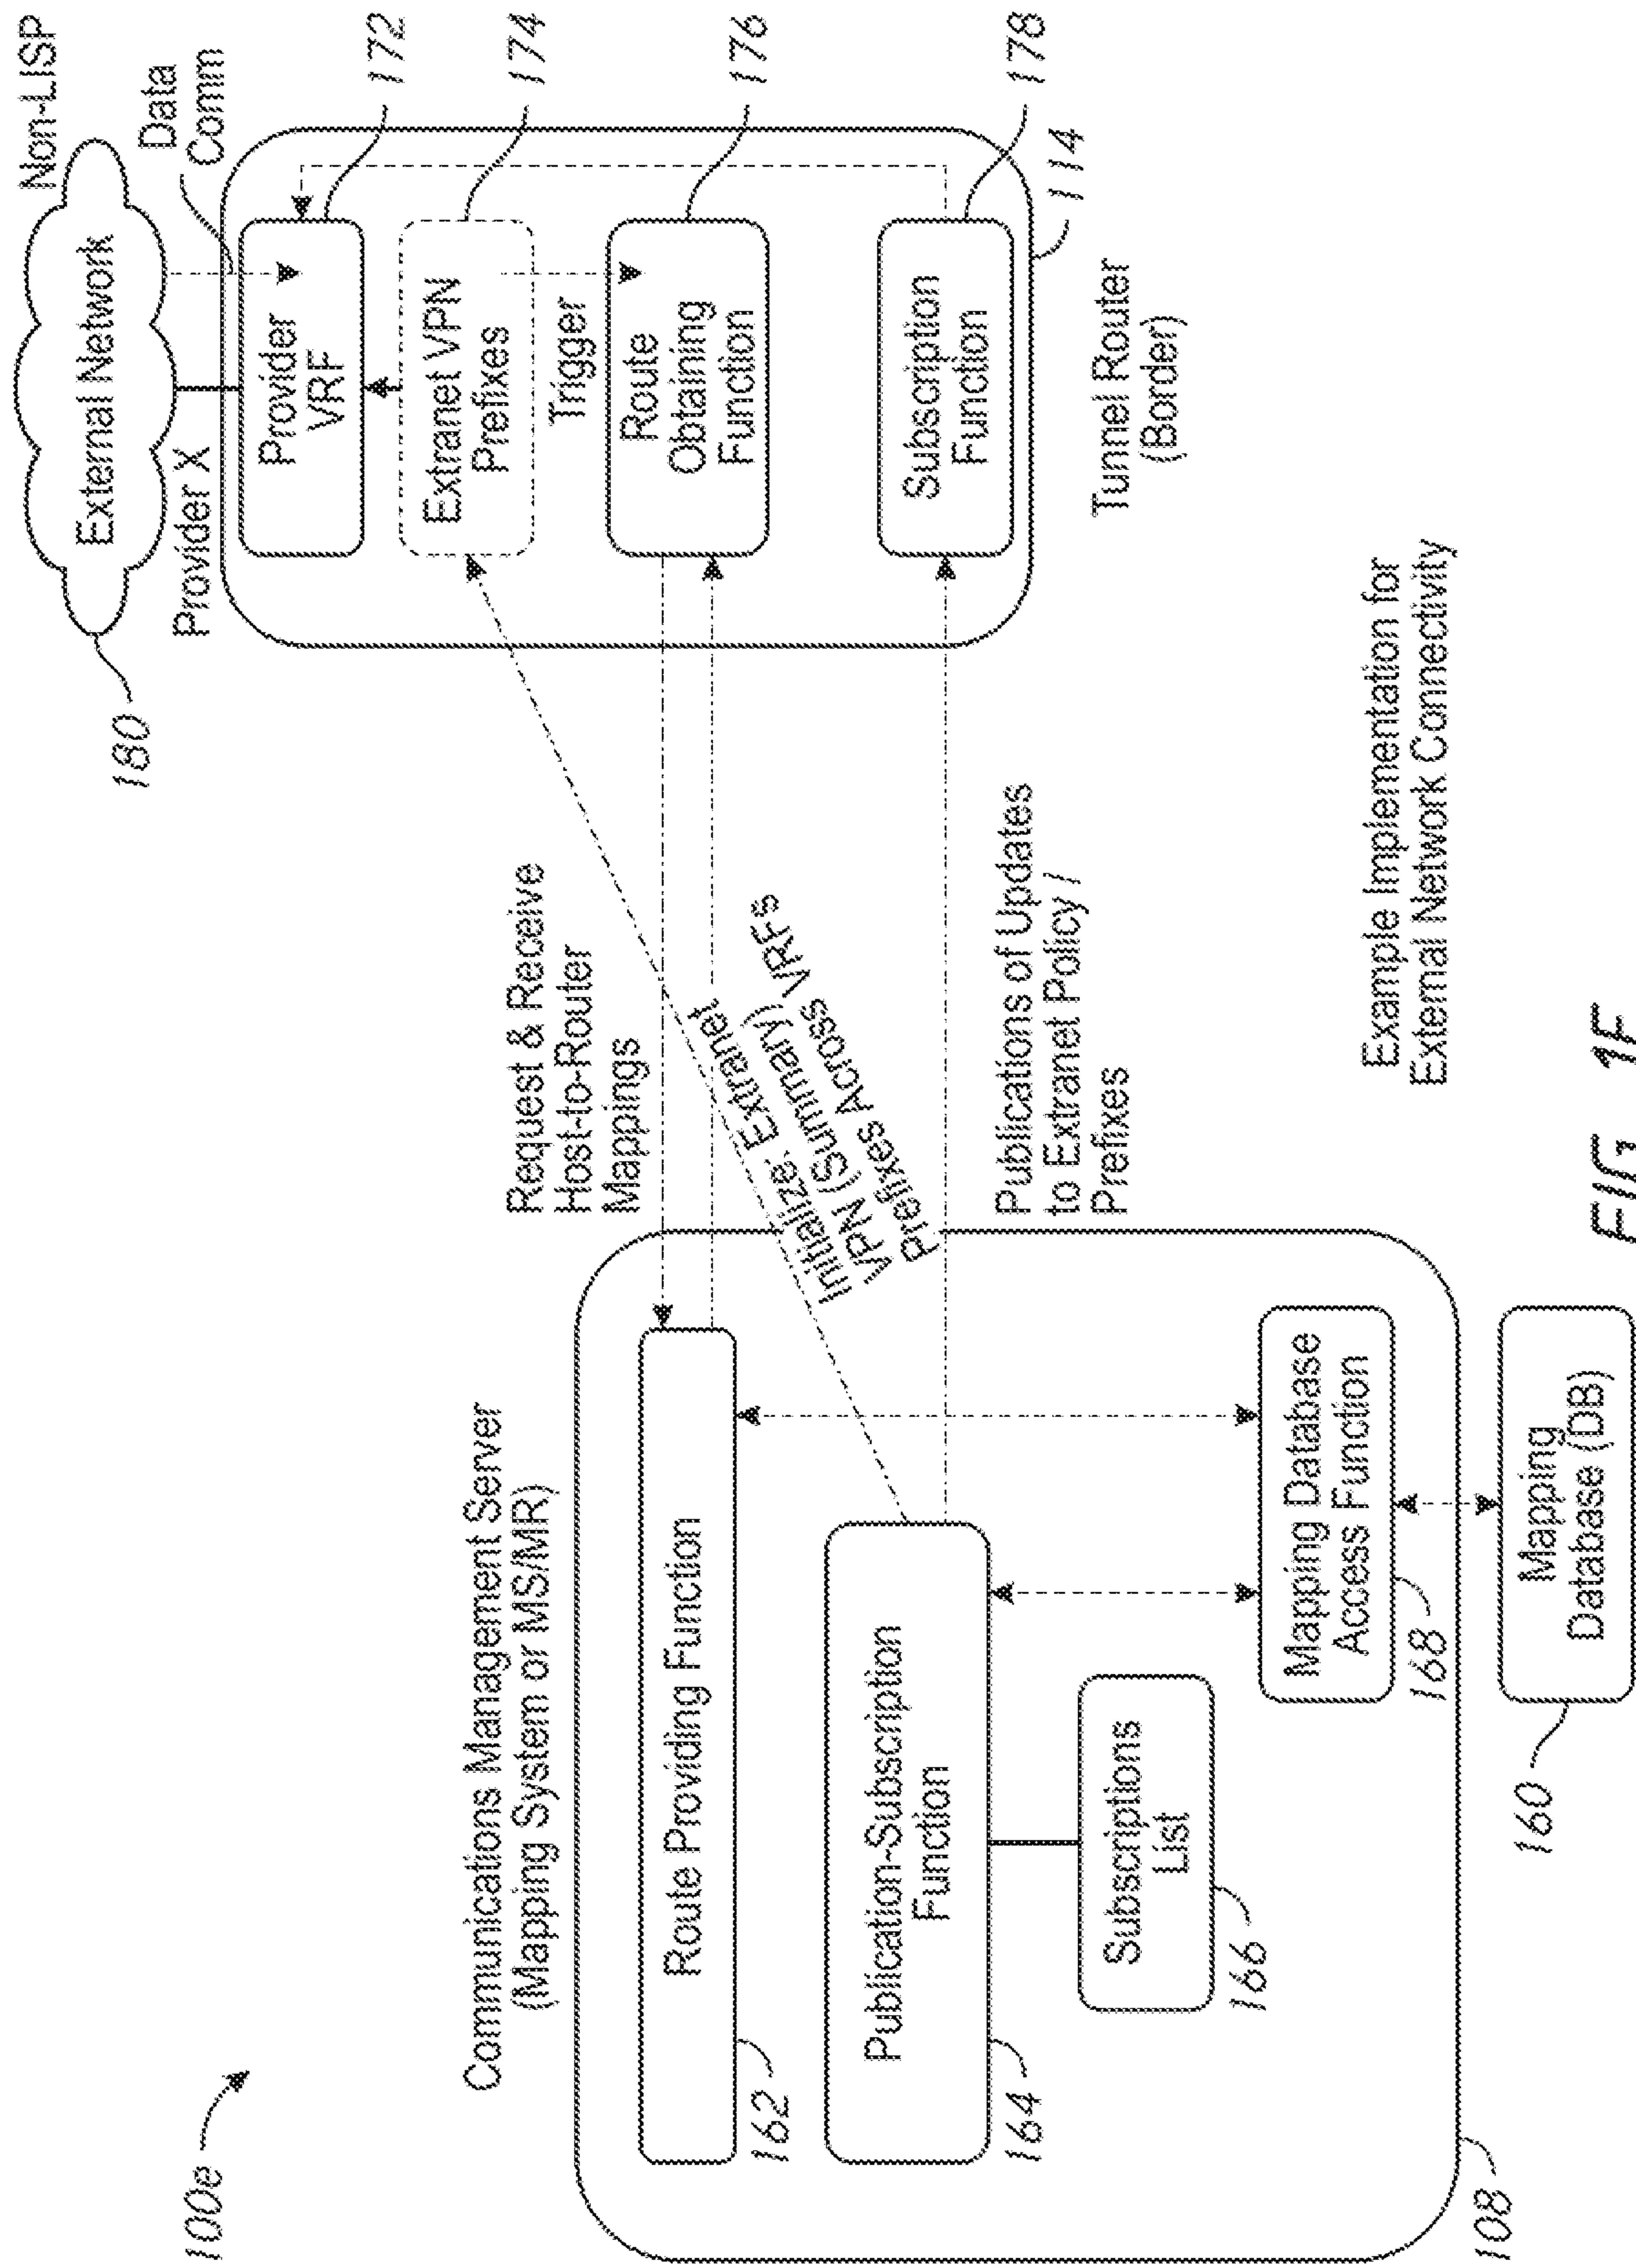 100e
Communications Management Server
(Mapping System or MS/MR)
Route Providing Function
162
Publication-Subscription
Function
164
Subscriptions
List
166
Mapping Database
Access Function
168
108
Mapping
Database (DB)
160
Request & Receive
Host-to-Router
Mappings
Initialize: Extranet
VPN (Summary)
Prefixes Across VRFs
Publications of Updates
to Extranet Policy /
Prefixes
Non-LISP
External Network
180
Provider X
Data
Comm
Provider
VRF
172
Extranet VPN
Prefixes
174
Trigger
Route
Obtaining
Function
176
Subscription
Function
178
114
Tunnel Router
(Border)
Example Implementation for
External Network Connectivity